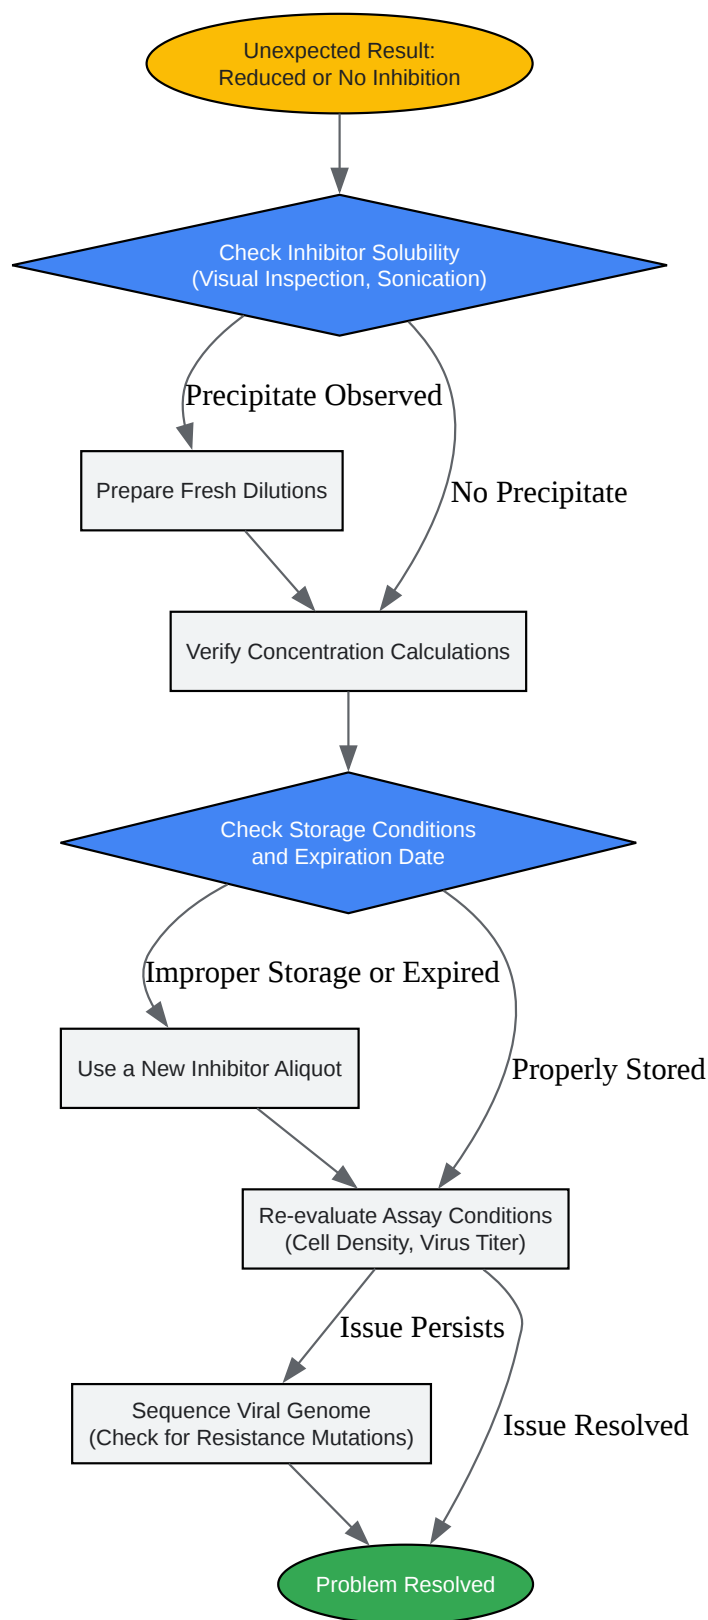 Unexpected Result:
Reduced or No Inhibition
Check Inhibitor Solubility
(Visual Inspection, Sonication)
Precipitate Observed
Prepare Fresh Dilutions
No Precipitate
Verify Concentration Calculations
Check Storage Conditions
and Expiration Date
Improper Storage or Expired
Use a New Inhibitor Aliquot
Properly Stored
Re-evaluate Assay Conditions
(Cell Density, Virus Titer)
Issue Persists
Sequence Viral Genome
(Check for Resistance Mutations)
Issue Resolved
Problem Resolved